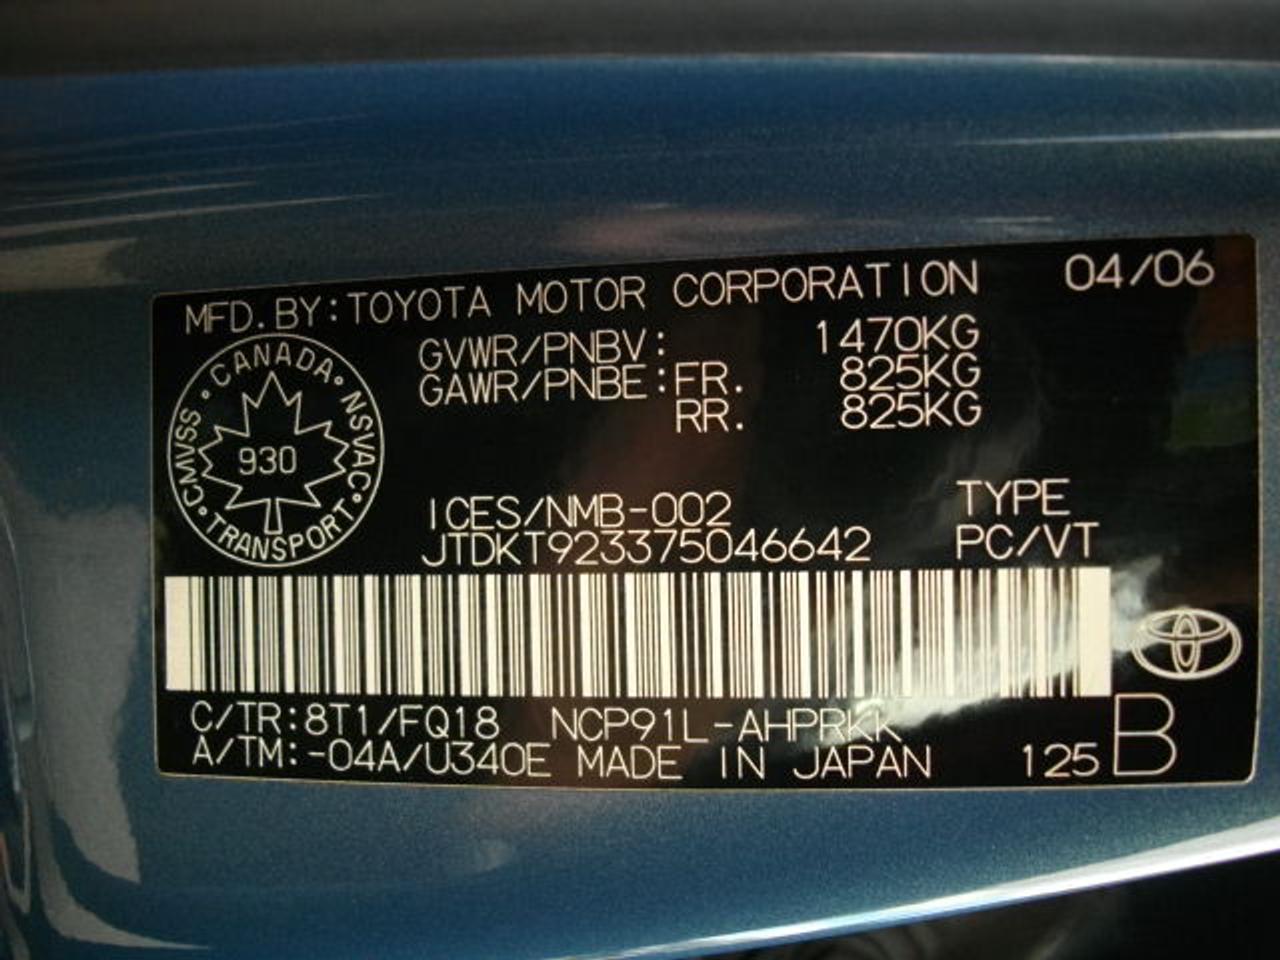 MFD. BY: TOYOTA MOTOR CORPORATION 04/06
GVWR/PNBV: 1470KG
GAWR/PNBE: FR. 825KG
RR. 825KG
CANADA · NSVAC · TRANSPORT · CMVSS
930
ICES/NMB-002 TYPE
JTDKT923375046642 PC/VT
C/TR: 8T1/FQ18 NCP91L-AHPRKK
A/TM: -04A/U340E MADE IN JAPAN 125 B